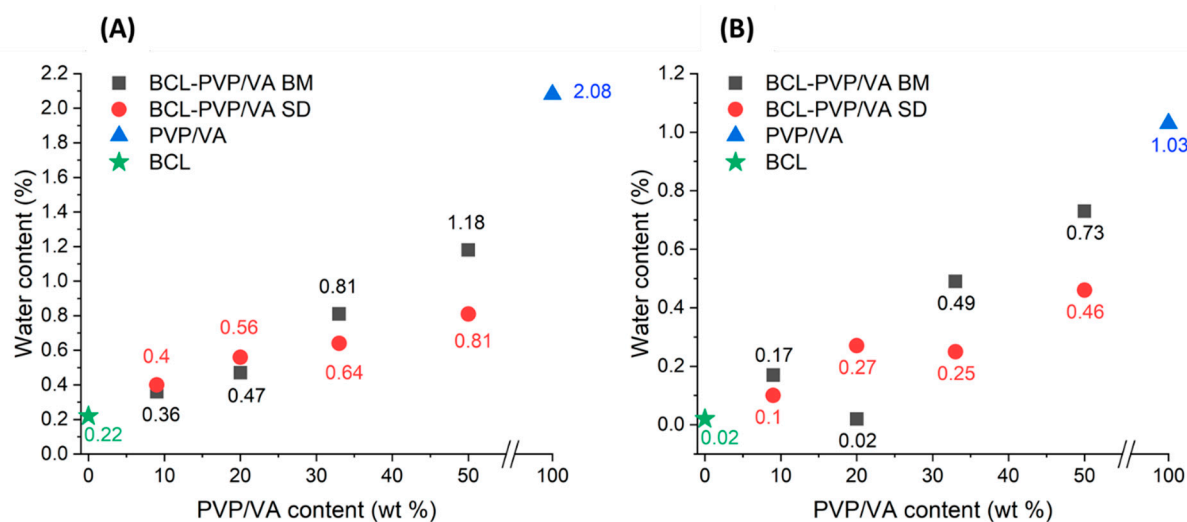 (A)
BCL-PVP/VA BM
BCL-PVP/VA SD
PVP/VA
BCL
2.2
2.0
1.8
1.6
1.4
1.2
1.0
0.8
0.6
0.4
0.2
0.0
Water content (%)
2.08
1.18
0.81
0.56
0.4
0.81
0.64
0.47
0.36
0.22
0 10 20 30 40 50 100
PVP/VA content (wt %)
(B)
BCL-PVP/VA BM
BCL-PVP/VA SD
PVP/VA
BCL
1.2
1.0
0.8
0.6
0.4
0.2
0.0
Water content (%)
1.03
0.73
0.49
0.46
0.17
0.27
0.25
0.1
0.02
0.02
0 10 20 30 40 50 100
PVP/VA content (wt %)